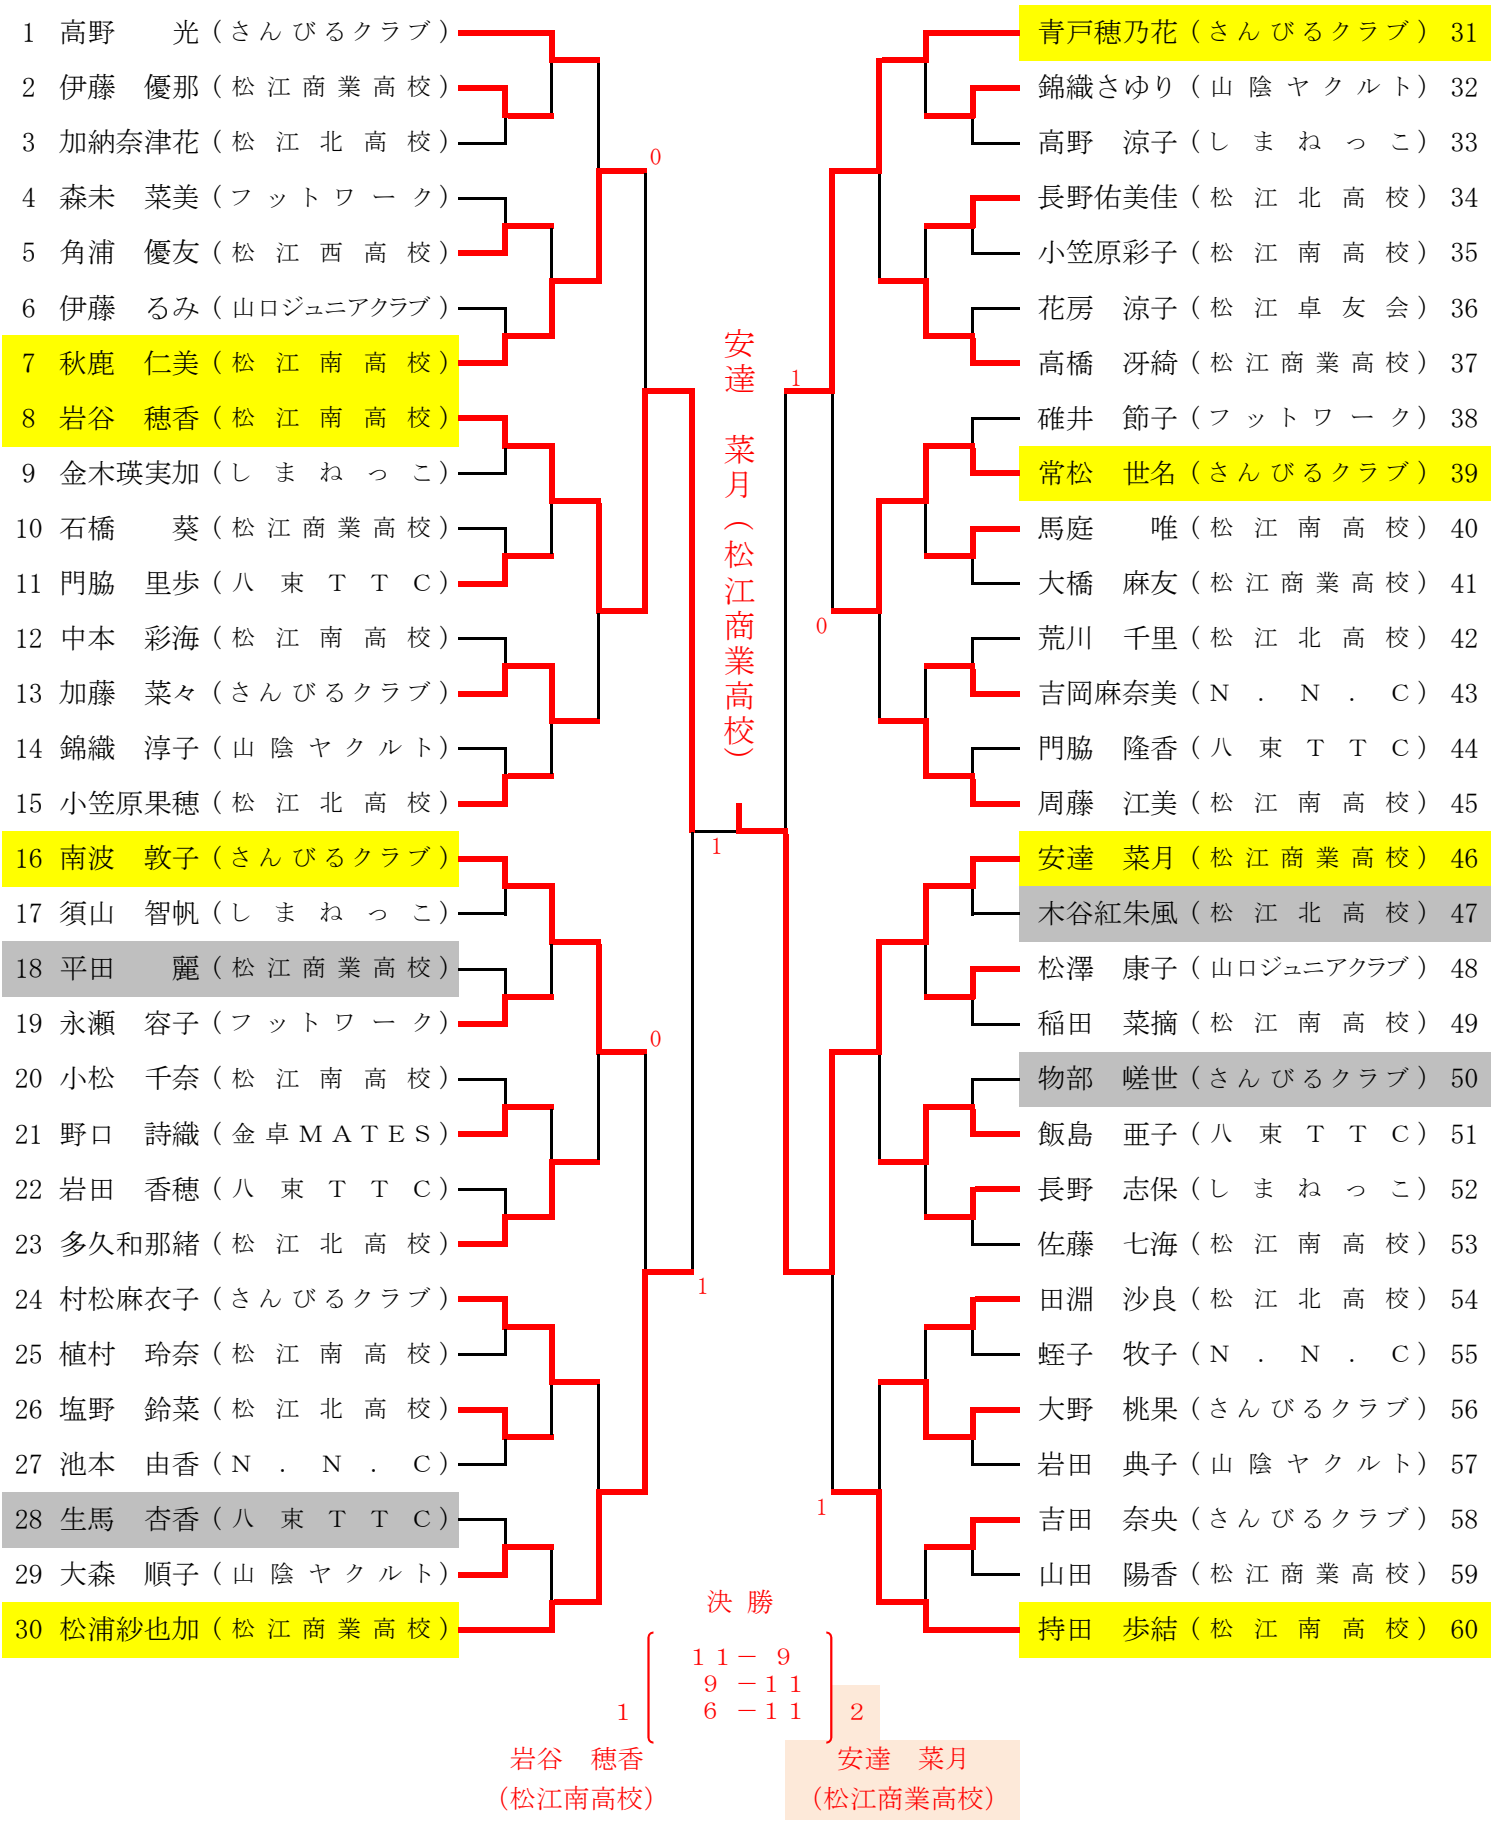 1 高野 光 (さんびるクラブ)
2 伊藤 優那 (松江商業高校)
3 加納奈津花 (松江北高校)
4 森未 菜美 (フットワーク)
5 角浦 優友 (松江西高校)
6 伊藤 るみ (山口ジュニアクラブ)
7 秋鹿 仁美 (松江南高校)
8 岩谷 穂香 (松江南高校)
9 金木瑛実加 (しまねっこ)
10 石橋 葵 (松江商業高校)
11 門脇 里歩 (八束TTC)
12 中本 彩海 (松江南高校)
13 加藤 菜々 (さんびるクラブ)
14 錦織 淳子 (山陰ヤクルト)
15 小笠原果穂 (松江北高校)
16 南波 敦子 (さんびるクラブ)
17 須山 智帆 (しまねっこ)
18 平田 麗 (松江商業高校)
19 永瀬 容子 (フットワーク)
20 小松 千奈 (松江南高校)
21 野口 詩織 (金卓MATES)
22 岩田 香穂 (八束TTC)
23 多久和那緒 (松江北高校)
24 村松麻衣子 (さんびるクラブ)
25 植村 玲奈 (松江南高校)
26 塩野 鈴菜 (松江北高校)
27 池本 由香 (N.N.C)
28 生馬 杏香 (八束TTC)
29 大森 順子 (山陰ヤクルト)
30 松浦紗也加 (松江商業高校)
0
0
1
1
安達 菜月(松江商業高校)
1
0
1
青戸穂乃花 (さんびるクラブ) 31
錦織さゆり (山陰ヤクルト) 32
高野 涼子 (しまねっこ) 33
長野佑美佳 (松江北高校) 34
小笠原彩子 (松江南高校) 35
花房 涼子 (松江卓友会) 36
高橋 冴綺 (松江商業高校) 37
碓井 節子 (フットワーク) 38
常松 世名 (さんびるクラブ) 39
馬庭 唯 (松江南高校) 40
大橋 麻友 (松江商業高校) 41
荒川 千里 (松江北高校) 42
吉岡麻奈美 (N.N.C) 43
門脇 隆香 (八束TTC) 44
周藤 江美 (松江南高校) 45
安達 菜月 (松江商業高校) 46
木谷紅朱風 (松江北高校) 47
松澤 康子 (山口ジュニアクラブ) 48
稲田 菜摘 (松江南高校) 49
物部 嵯世 (さんびるクラブ) 50
飯島 亜子 (八束TTC) 51
長野 志保 (しまねっこ) 52
佐藤 七海 (松江南高校) 53
田淵 沙良 (松江北高校) 54
蛭子 牧子 (N.N.C) 55
大野 桃果 (さんびるクラブ) 56
岩田 典子 (山陰ヤクルト) 57
吉田 奈央 (さんびるクラブ) 58
山田 陽香 (松江商業高校) 59
持田 歩結 (松江南高校) 60
決勝
11－ 9
9 －11
1 6 －11 2
岩谷 穂香 安達 菜月
(松江南高校) (松江商業高校)